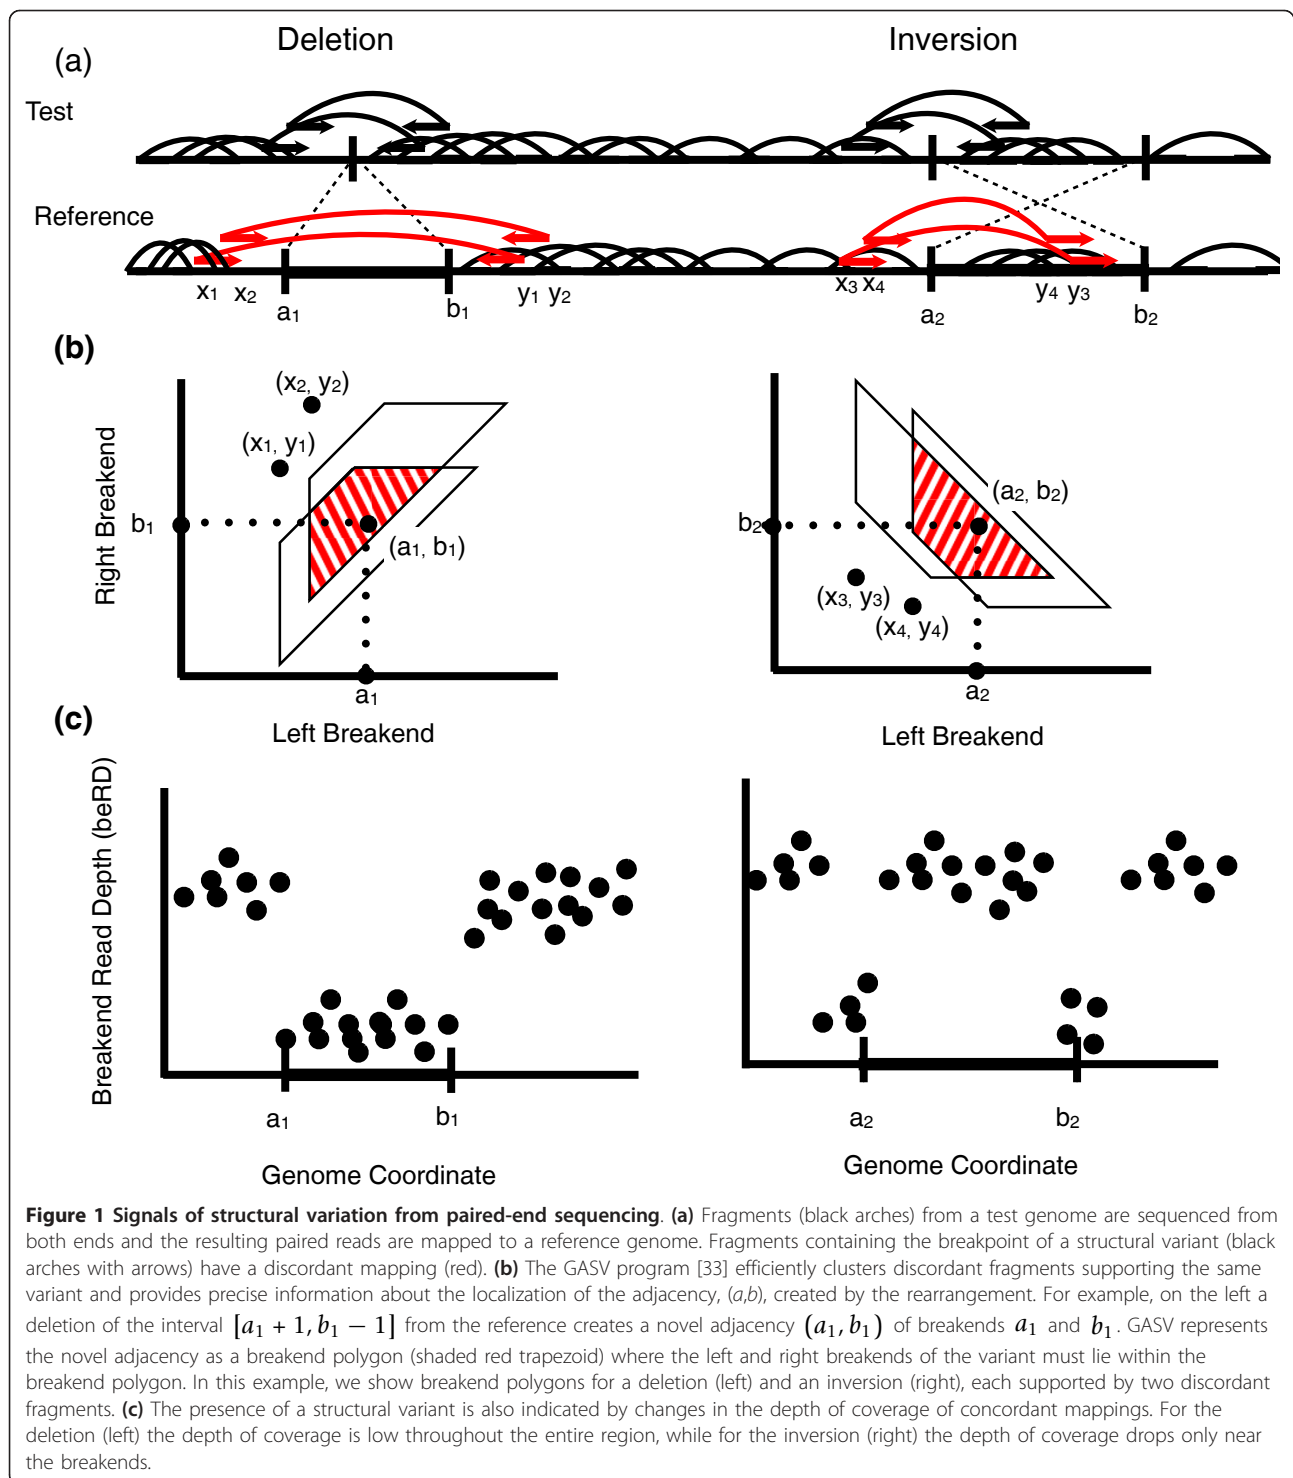 Deletion
Inversion
(a)
Test
Reference
x1 x2 a1 b1 y1 y2
x3 x4 a2 y4 y3 b2
(b)
(x2, y2)
(x1, y1)
b1
(a1, b1)
a1
Right Breakend
Left Breakend
(a2, b2)
b2
(x3, y3)
(x4, y4)
a2
Left Breakend
(c)
Breakend Read Depth (beRD)
a1 b1
Genome Coordinate
a2 b2
Genome Coordinate
Figure 1 Signals of structural variation from paired-end sequencing. (a) Fragments (black arches) from a test genome are sequenced from
both ends and the resulting paired reads are mapped to a reference genome. Fragments containing the breakpoint of a structural variant (black
arches with arrows) have a discordant mapping (red). (b) The GASV program [33] efficiently clusters discordant fragments supporting the same
variant and provides precise information about the localization of the adjacency, (a,b), created by the rearrangement. For example, on the left a
deletion of the interval [a1 + 1, b1 − 1] from the reference creates a novel adjacency (a1, b1) of breakends a1 and b1. GASV represents
the novel adjacency as a breakend polygon (shaded red trapezoid) where the left and right breakends of the variant must lie within the
breakend polygon. In this example, we show breakend polygons for a deletion (left) and an inversion (right), each supported by two discordant
fragments. (c) The presence of a structural variant is also indicated by changes in the depth of coverage of concordant mappings. For the
deletion (left) the depth of coverage is low throughout the entire region, while for the inversion (right) the depth of coverage drops only near
the breakends.